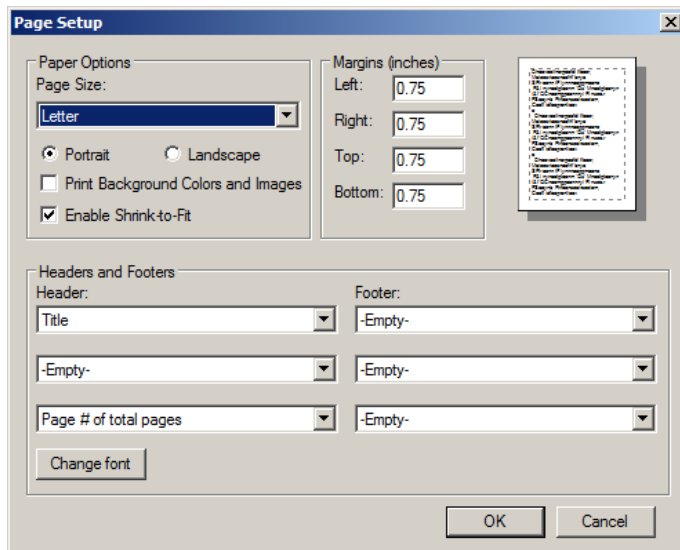 Page Setup
Paper Options
Page Size:
Letter
Portrait
Landscape
Print Background Colors and Images
Enable Shrink-to-Fit
Margins (inches)
Left: 0.75
Right: 0.75
Top: 0.75
Bottom: 0.75
Headers and Footers
Header:
Footer:
Title
-Empty-
-Empty-
-Empty-
Page # of total pages
-Empty-
Change font
OK
Cancel